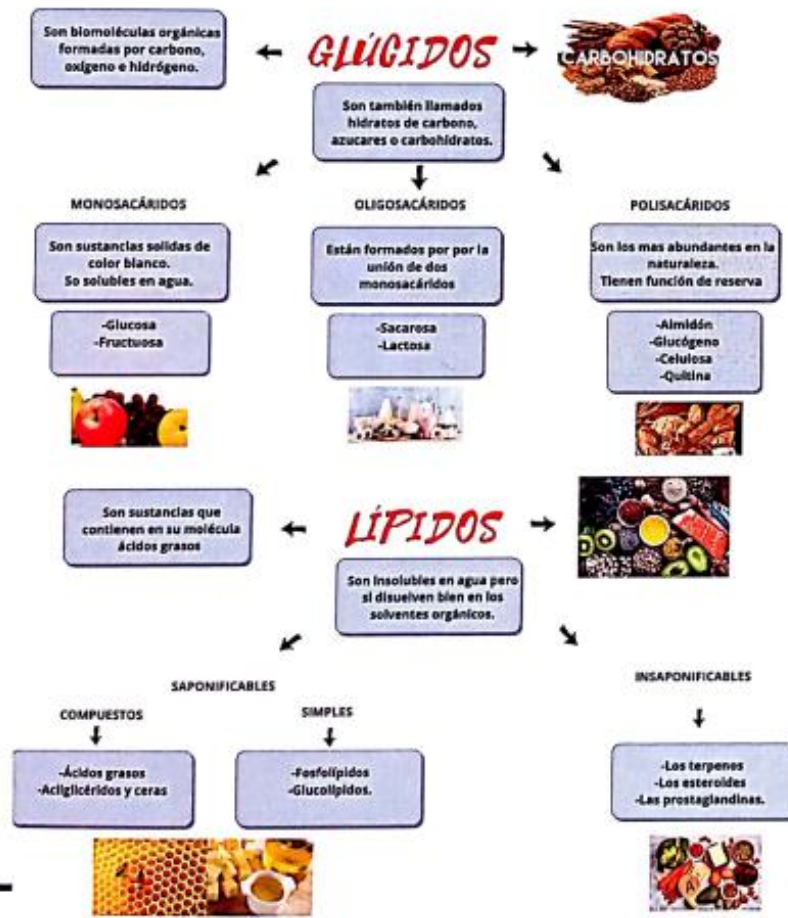 Son biomoléculas orgánicas
formadas por carbono,
oxígeno e hidrógeno.
GLÚCIDOS
CARBOHIDRATOS
Son también llamados
hidratos de carbono,
azucares o carbohidratos.
MONOSACÁRIDOS
Son sustancias solidas de
color blanco.
So solubles en agua.
-Glucosa
-Fructuosa
OLIGOSACÁRIDOS
Están formados por por la
unión de dos
monosacáridos
-Sacarosa
-Lactosa
POLISACÁRIDOS
Son los mas abundantes en la
naturaleza.
Tienen función de reserva
-Almidón
-Glucógeno
-Celulosa
-Quitina
Son sustancias que
contienen en su molécula
ácidos grasos
LÍPIDOS
Son insolubles en agua pero
si disuelven bien en los
solventes orgánicos.
SAPONIFICABLES
COMPUESTOS
-Ácidos grasos
-Acilglicéridos y ceras
SIMPLES
-Fosfolípidos
-Glucolípidos.
INSAPONIFICABLES
-Los terpenos
-Los esteroides
-Las prostaglandinas.